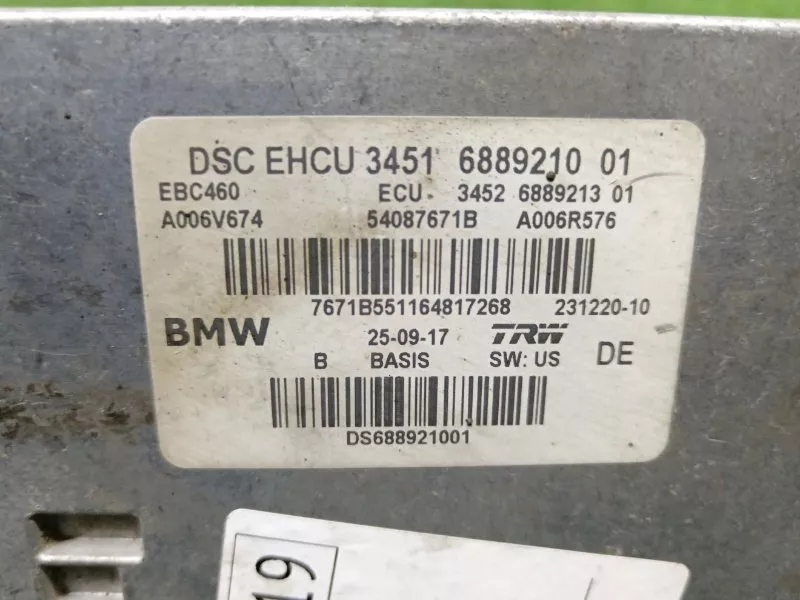 DSC EHCU 3451 6889210 01
EBC460 ECU 3452 6889213 01
A006V674 54087671B A006R576
7671B551164817268 231220-10
BMW 25-09-17 TRW DE
B BASIS SW: US
DS688921001
19